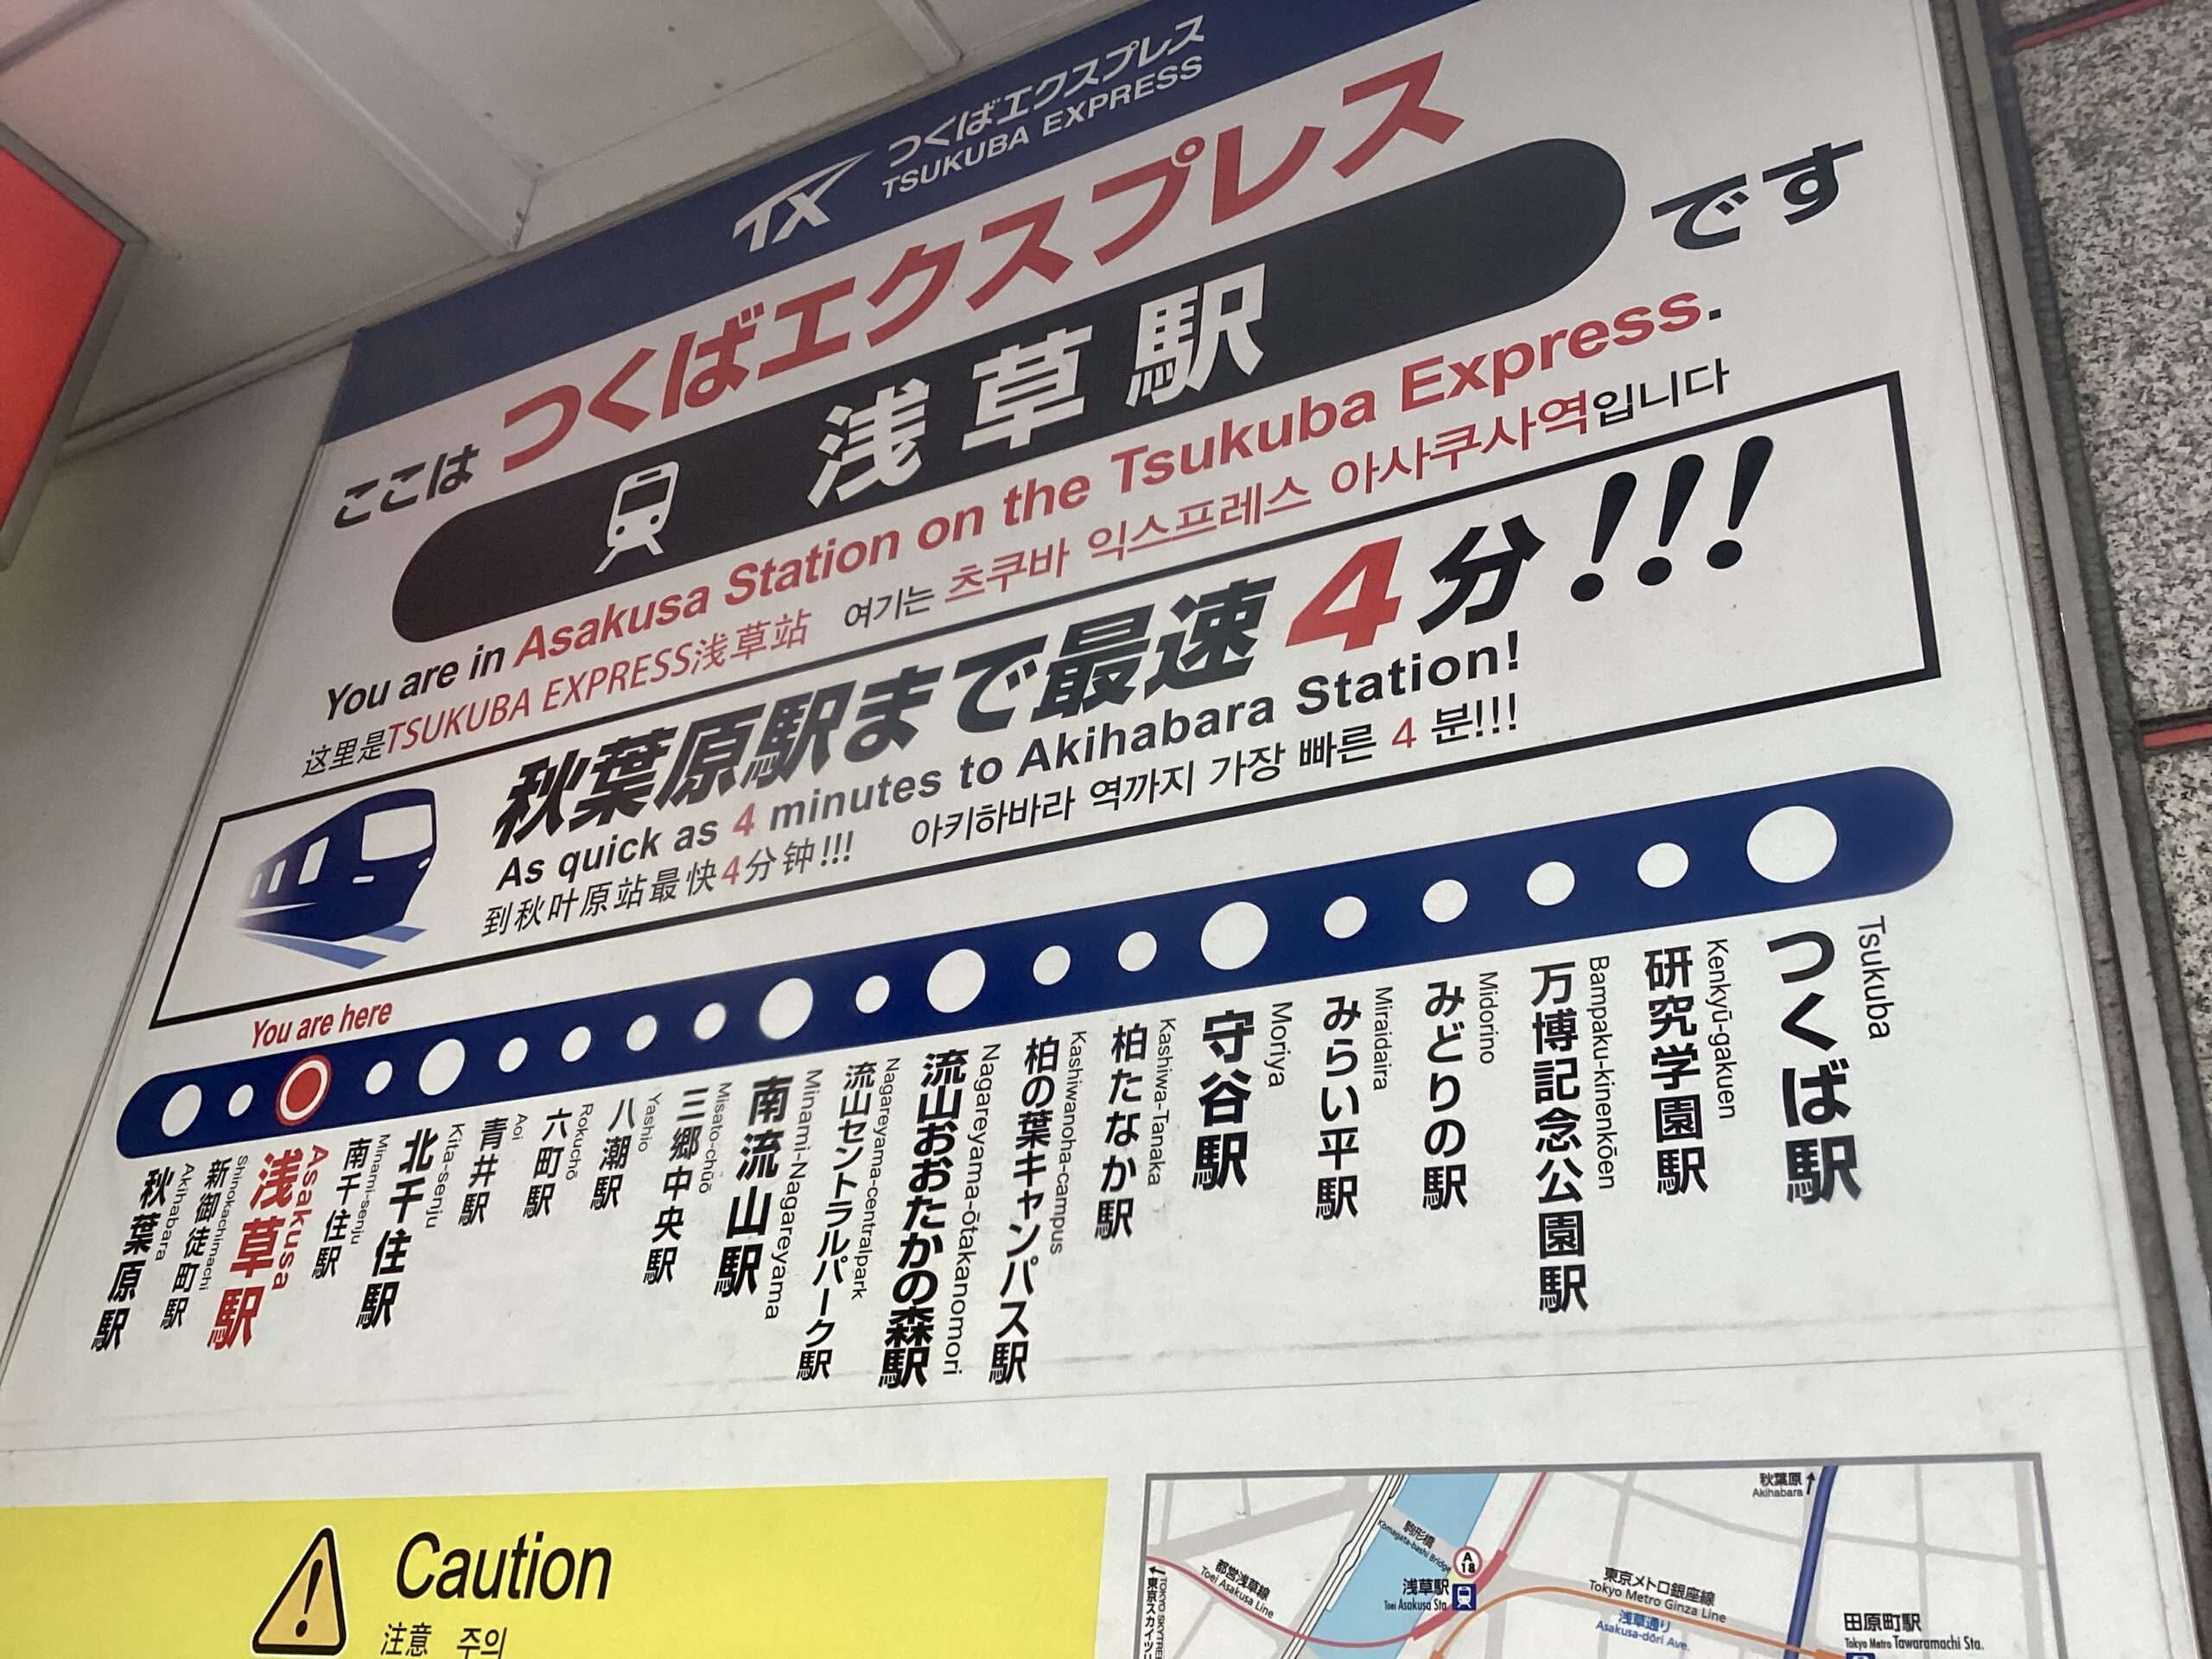 つくばエクスプレス
TSUKUBA EXPRESS
ここは つくばエクスプレス
浅草駅 です
You are in Asakusa Station on the Tsukuba Express.
这里是TSUKUBA EXPRESS浅草站 여기는 츠쿠바 익스프레스 아사쿠사역입니다
秋葉原駅まで最速4分!!!
As quick as 4 minutes to Akihabara Station!
到秋叶原站最快4分钟!!! 아키하바라 역까지 가장 빠른 4 분!!!
You are here
秋葉原駅 Akihabara
新御徒町駅 Shinokachimachi
浅草駅 Asakusa
南千住駅 Minami-senju
北千住駅 Kita-senju
青井駅 Aoi
六町駅 Rokuchō
八潮駅 Yashio
三郷中央駅 Misato-chūō
南流山駅 Minami-Nagareyama
流山セントラルパーク駅 Nagareyama-centralpark
流山おおたかの森駅 Nagareyama-ōtakanomori
柏の葉キャンパス駅 Kashiwanoha-campus
柏たなか駅 Kashiwa-Tanaka
守谷駅 Moriya
みらい平駅 Miraidaira
みどりの駅 Midorino
万博記念公園駅 Bampaku-kinenkōen
研究学園駅 Kenkyū-gakuen
つくば駅 Tsukuba
Caution
注意 주의
秋葉原
Akihabara
駒形橋
Komagata-bashi Bridge
A
18
都営浅草線
Toei Asakusa Line
浅草駅
Toei Asakusa Sta.
東京メトロ銀座線
Tokyo Metro Ginza Line
浅草通り
Asakusa-dōri Ave.
田原町駅
Tokyo Metro Tawaramachi Sta.